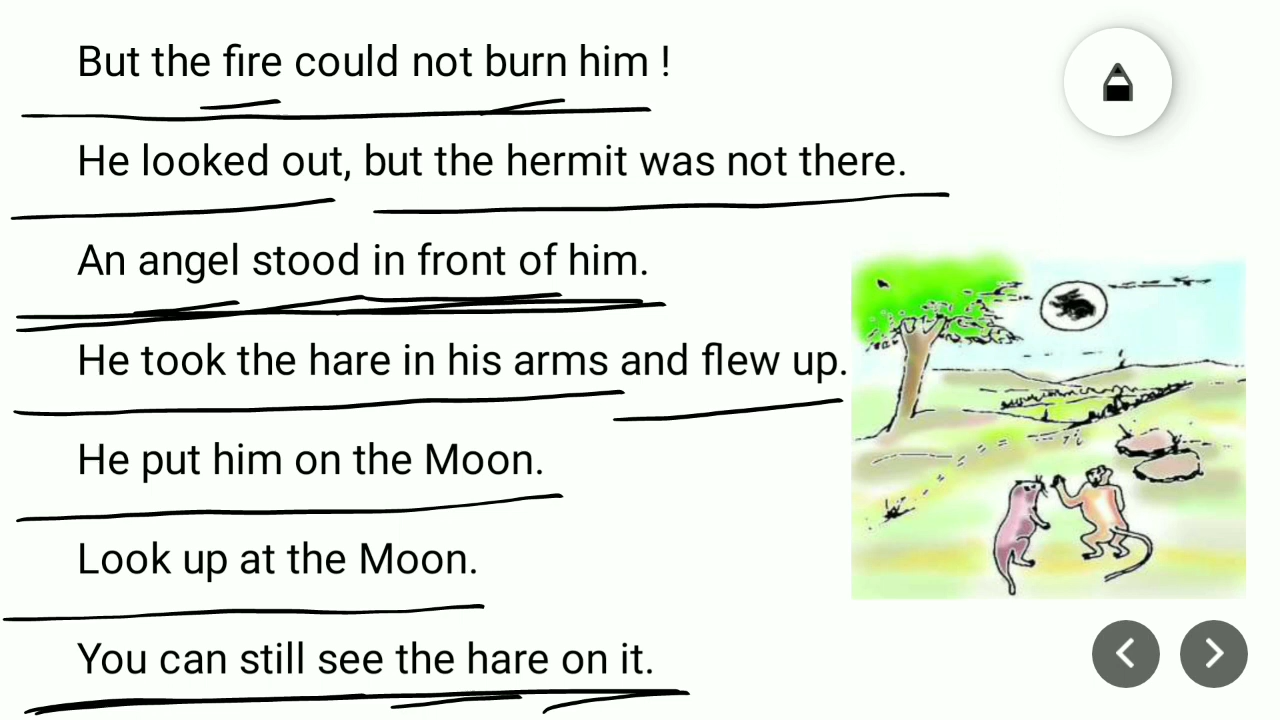 But the fire could not burn him !
He looked out, but the hermit was not there.
An angel stood in front of him.
He took the hare in his arms and flew up.
He put him on the Moon.
Look up at the Moon.
You can still see the hare on it.